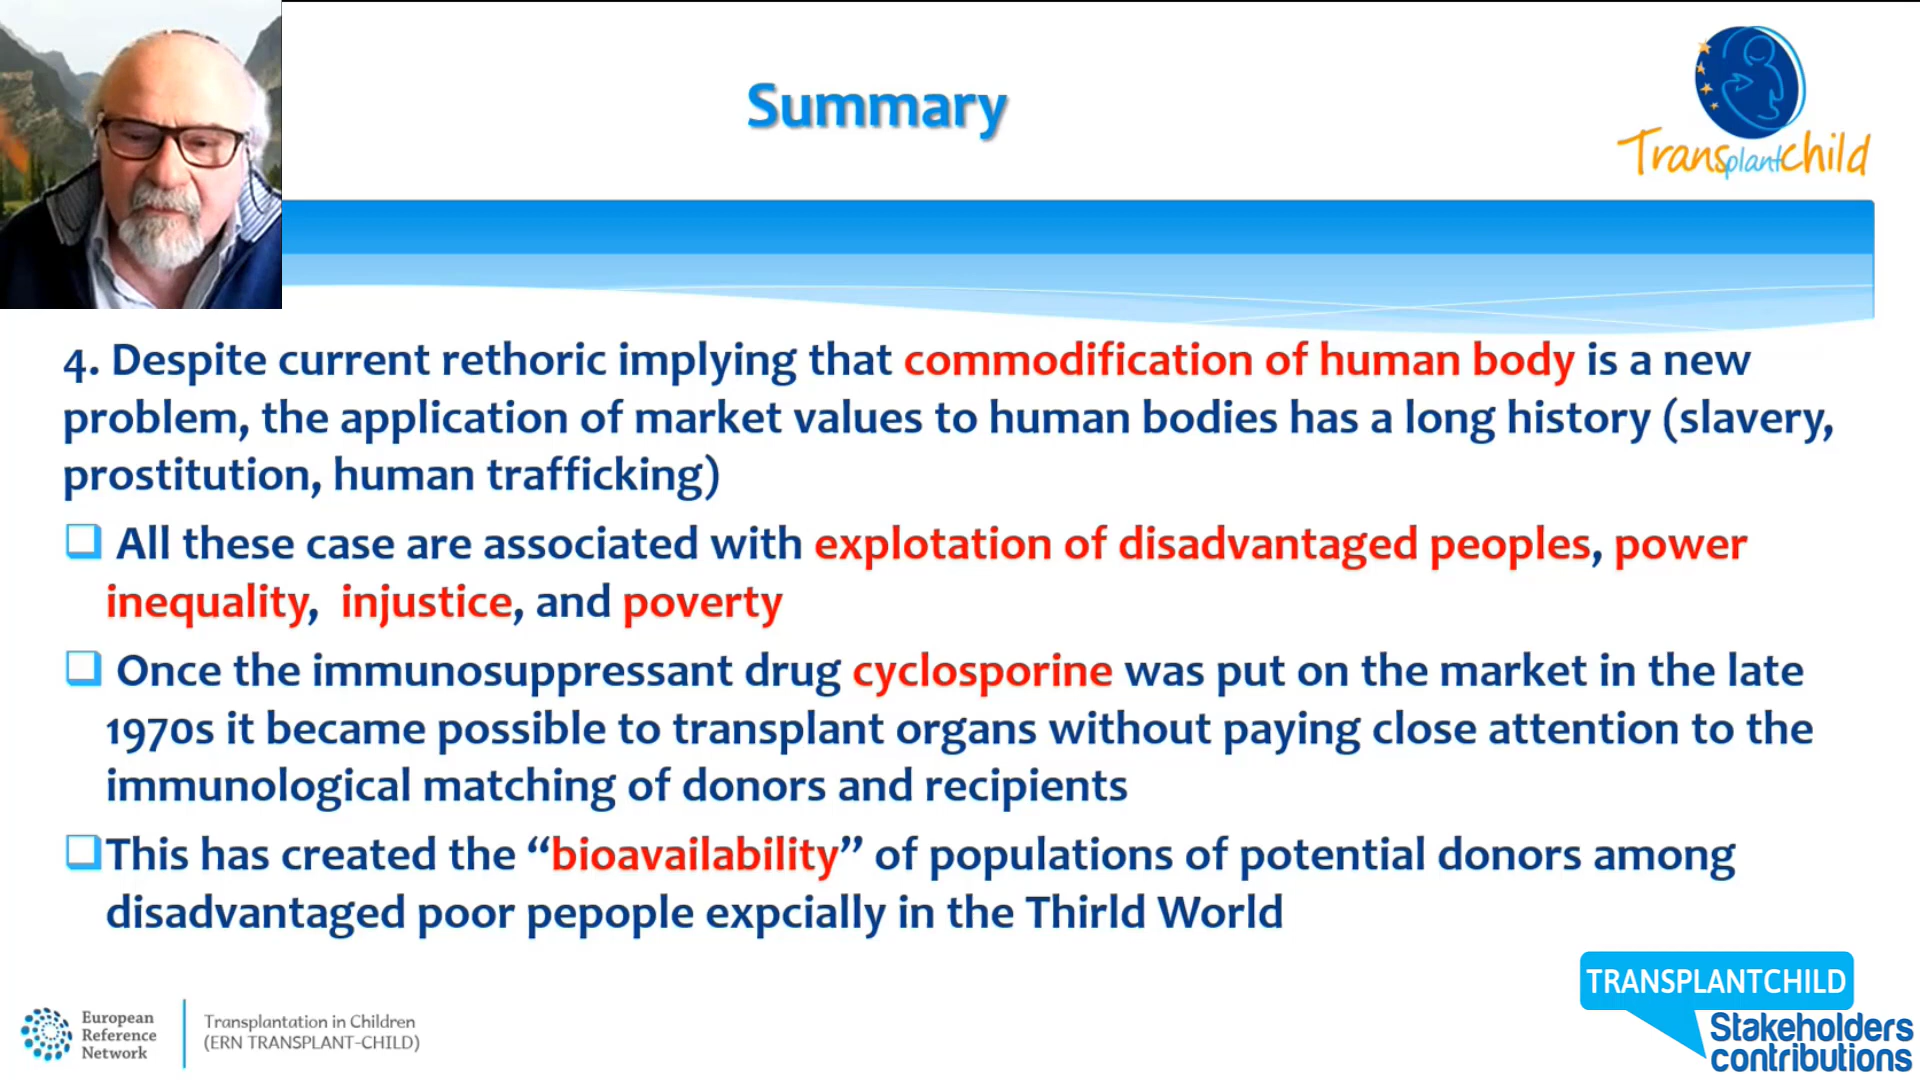 Summary
Transplantchild
4. Despite current rethoric implying that commodification of human body is a new
problem, the application of market values to human bodies has a long history (slavery,
prostitution, human trafficking)
All these case are associated with explotation of disadvantaged peoples, power
inequality, injustice, and poverty
Once the immunosuppressant drug cyclosporine was put on the market in the late
1970s it became possible to transplant organs without paying close attention to the
immunological matching of donors and recipients
This has created the “bioavailability” of populations of potential donors among
disadvantaged poor pepople expcially in the Thirld World
European
Reference
Network
Transplantation in Children
(ERN TRANSPLANT-CHILD)
TRANSPLANTCHILD
Stakeholders
contributions